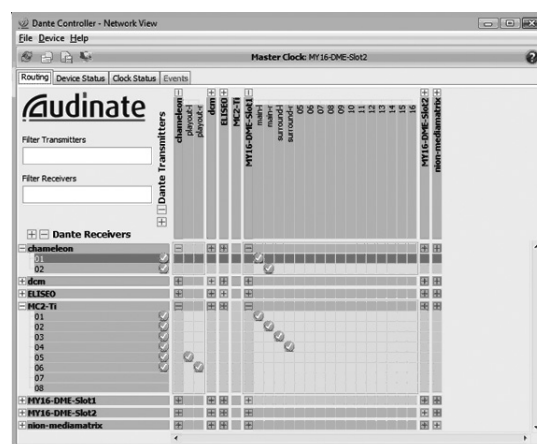 Dante Controller - Network View
File Device Help
Master Clock: MY16-DME-Slot2
Routing Device Status Clock Status Events
Audinate
Filter Transmitters
Filter Receivers
Dante Transmitters
chameleon
playout-l
playout-r
dcm
ELISEO
MC2-Ti
MY16-DME-Slot1
main-l
main-r
surround-l
surround-r
05
06
07
08
09
10
11
12
13
14
15
16
MY16-DME-Slot2
nion-mediamatrix
Dante Receivers
chameleon
01
02
dcm
ELISEO
MC2-Ti
01
02
03
04
05
06
07
08
MY16-DME-Slot1
MY16-DME-Slot2
nion-mediamatrix